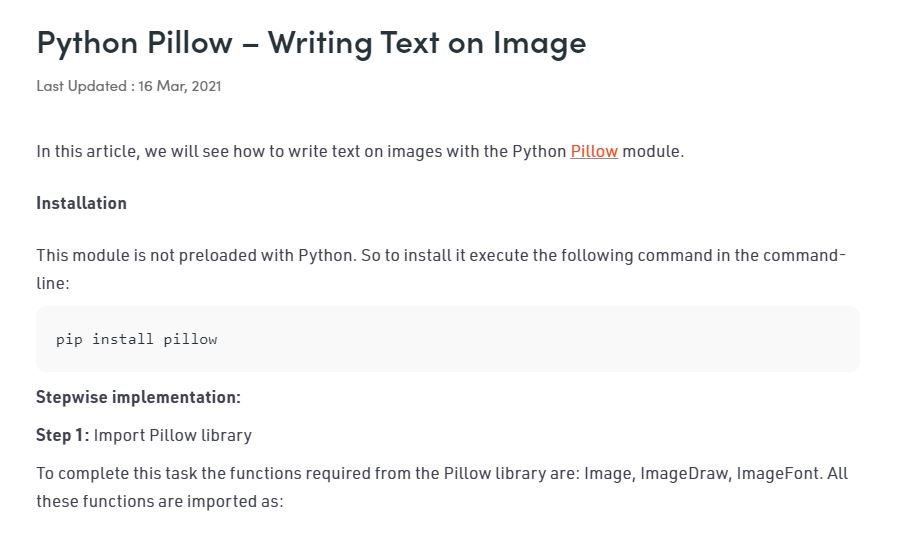 Python Pillow – Writing Text on Image
Last Updated : 16 Mar, 2021
In this article, we will see how to write text on images with the Python Pillow module.
Installation
This module is not preloaded with Python. So to install it execute the following command in the command-
line:
pip install pillow
Stepwise implementation:
Step 1: Import Pillow library
To complete this task the functions required from the Pillow library are: Image, ImageDraw, ImageFont. All
these functions are imported as: